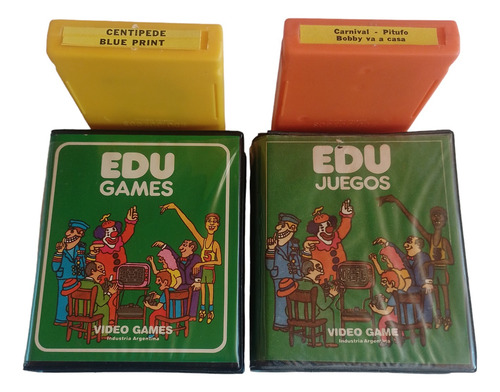 CENTIPEDE
BLUE PRINT
Carnival - Pitufo
Bobby va a casa
EDU
GAMES
VIDEO GAMES
Industria Argentina
EDU
JUEGOS
VIDEO GAME
Industria Argentina